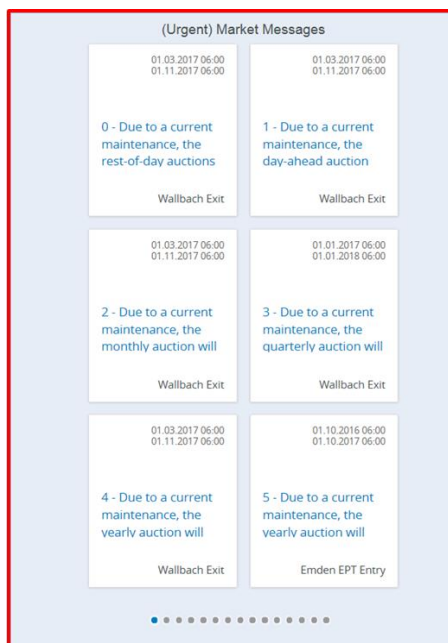 (Urgent) Market Messages
01.03.2017 06:00
01.11.2017 06:00
0 - Due to a current
maintenance, the
rest-of-day auctions
Wallbach Exit
01.03.2017 06:00
01.11.2017 06:00
1 - Due to a current
maintenance, the
day-ahead auction
Wallbach Exit
01.03.2017 06:00
01.11.2017 06:00
2 - Due to a current
maintenance, the
monthly auction will
Wallbach Exit
01.01.2017 06:00
01.01.2018 06:00
3 - Due to a current
maintenance, the
quarterly auction will
Wallbach Exit
01.03.2017 06:00
01.11.2017 06:00
4 - Due to a current
maintenance, the
yearly auction will
Wallbach Exit
01.10.2016 06:00
01.10.2017 06:00
5 - Due to a current
maintenance, the
yearly auction will
Emden EPT Entry